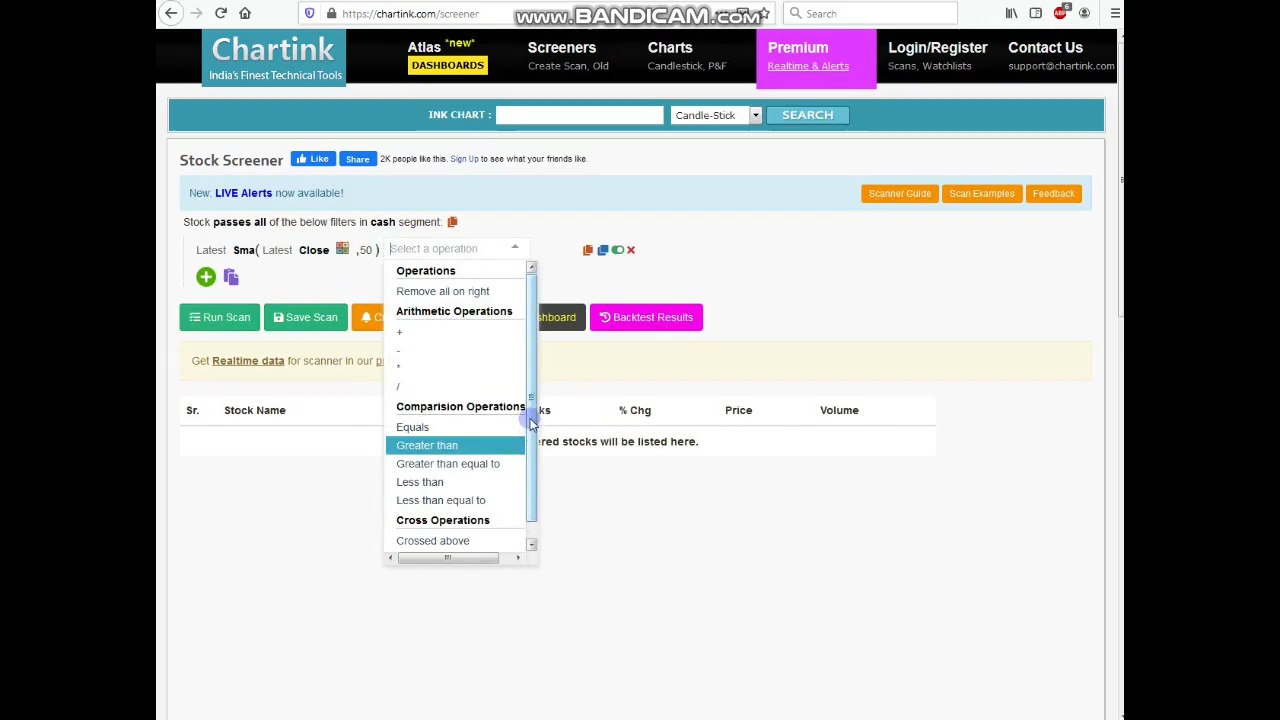 https://chartink.com/screener
www.BANDICAM.com
Search
6
Chartink
India's Finest Technical Tools
Atlas *new*
DASHBOARDS
Screeners
Create Scan, Old
Charts
Candlestick, P&F
Premium
Realtime & Alerts
Login/Register
Scans, Watchlists
Contact Us
support@chartink.com
INK CHART :
Candle-Stick
SEARCH
Stock Screener
Like
Share
2K people like this. Sign Up to see what your friends like.
New: LIVE Alerts now available!
Scanner Guide
Scan Examples
Feedback
Stock passes all of the below filters in cash segment:
Latest Sma( Latest Close ,50 )
Select a operation
Operations
Remove all on right
Arithmetic Operations
+
-
*
/
Comparision Operations
Equals
Greater than
Greater than equal to
Less than
Less than equal to
Cross Operations
Crossed above
Run Scan
Save Scan
Backtest Results
Get Realtime data for scanner in our
Sr.
Stock Name
% Chg
Price
Volume
stocks will be listed here.